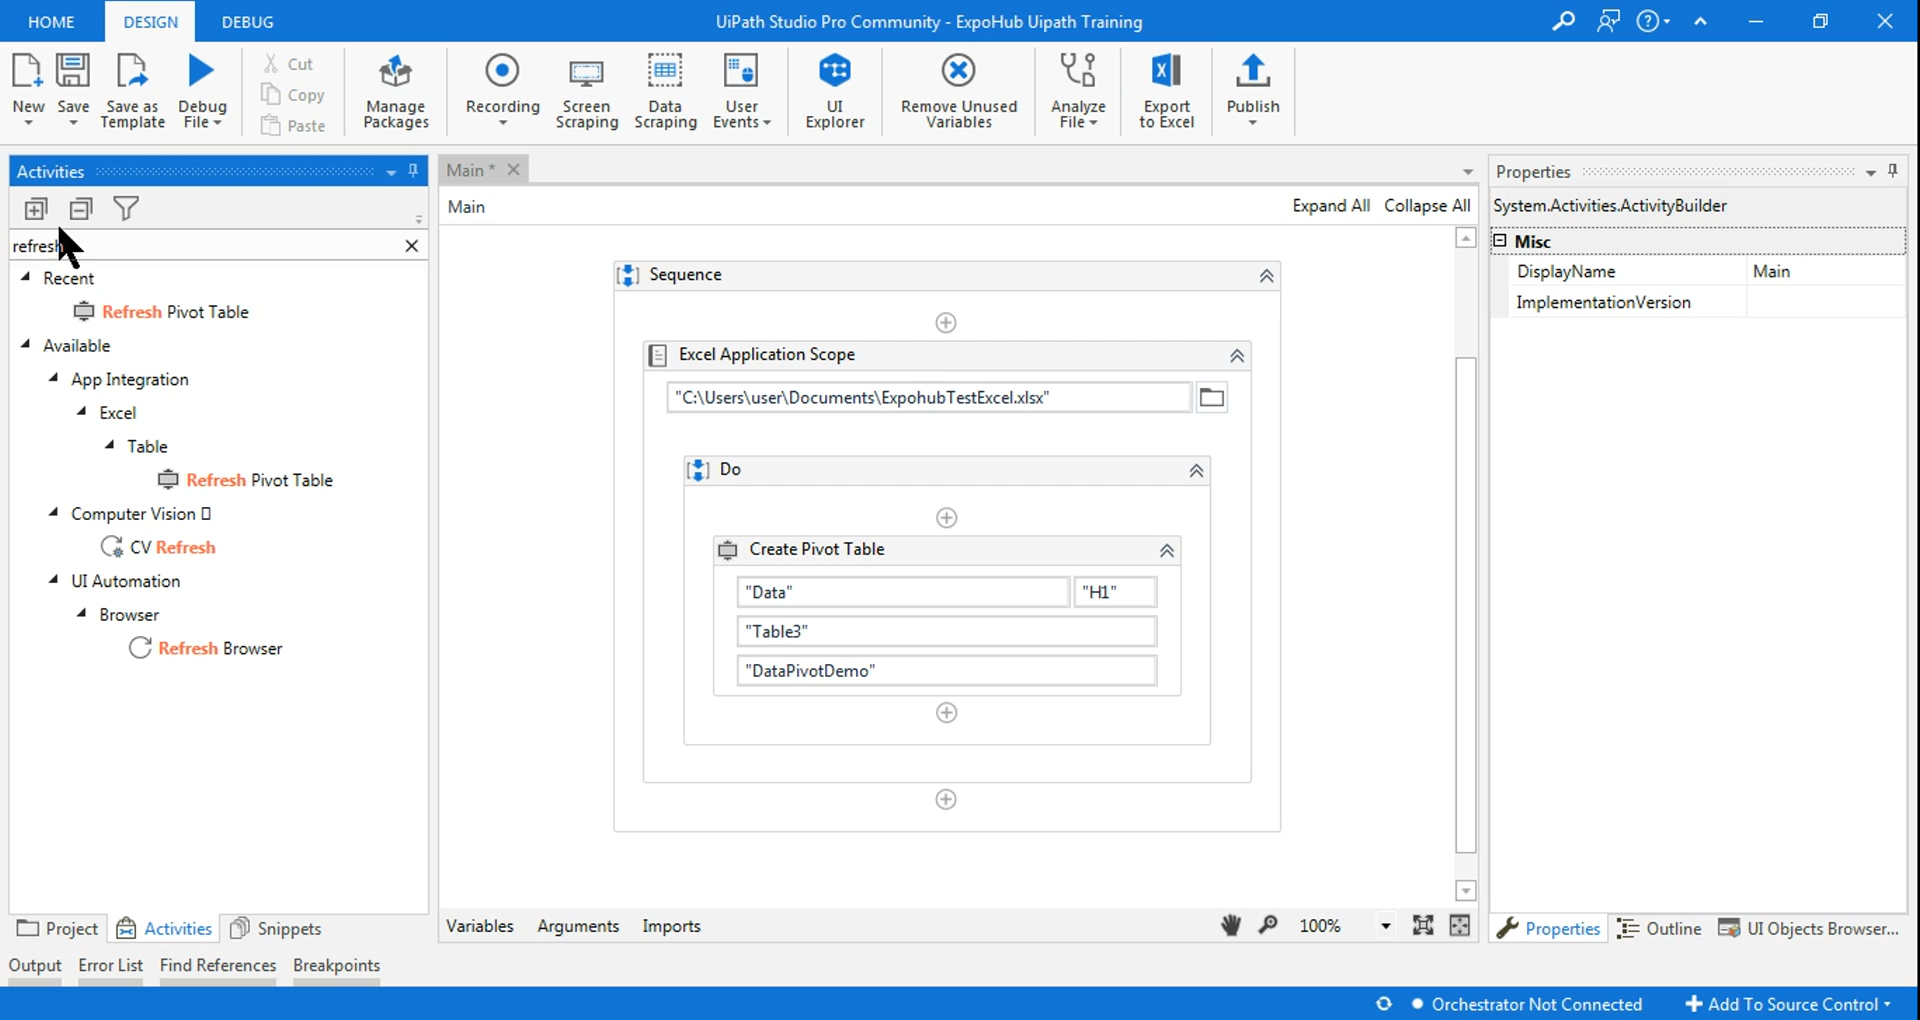 HOME DESIGN DEBUG UiPath Studio Pro Community - ExpoHub Uipath Training
New Save Save as Template Debug File Cut Copy Paste Manage Packages Recording Screen Scraping Data Scraping User Events UI Explorer Remove Unused Variables Analyze File Export to Excel Publish
Activities
refresh
Recent
Refresh Pivot Table
Available
App Integration
Excel
Table
Refresh Pivot Table
Computer Vision
CV Refresh
UI Automation
Browser
Refresh Browser
Project Activities Snippets
Main *
Main Expand All Collapse All
Sequence
Excel Application Scope
"C:\Users\user\Documents\ExpohubTestExcel.xlsx"
Do
Create Pivot Table
"Data" "H1"
"Table3"
"DataPivotDemo"
Variables Arguments Imports 100%
Properties
System.Activities.ActivityBuilder
Misc
DisplayName Main
ImplementationVersion
Properties Outline UI Objects Browser...
Output Error List Find References Breakpoints
Orchestrator Not Connected Add To Source Control